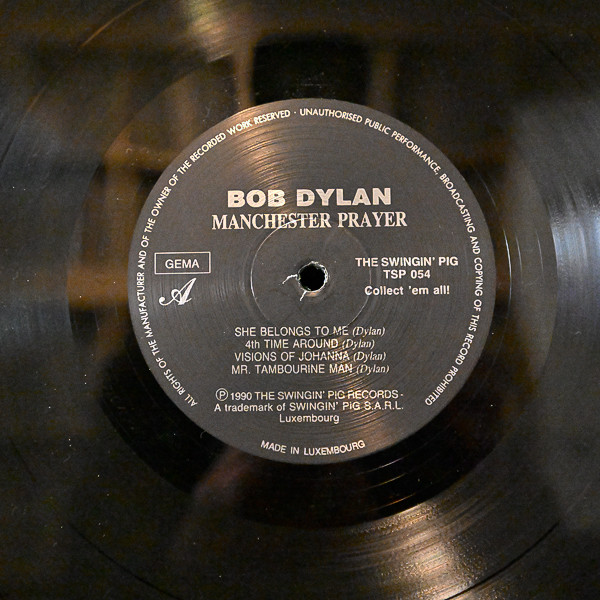 ALL RIGHTS OF THE MANUFACTURER AND OF THE OWNER OF THE RECORDED WORK RESERVED · UNAUTHORISED PUBLIC PERFORMANCE, BROADCASTING AND COPYING OF THIS RECORD PROHIBITED
BOB DYLAN
MANCHESTER PRAYER
GEMA
A
THE SWINGIN' PIG
TSP 054
Collect 'em all!
SHE BELONGS TO ME (Dylan)
4th TIME AROUND (Dylan)
VISIONS OF JOHANNA (Dylan)
MR. TAMBOURINE MAN (Dylan)
Ⓟ 1990 THE SWINGIN' PIG RECORDS -
A trademark of SWINGIN' PIG S.A.R.L.
Luxembourg
MADE IN LUXEMBOURG